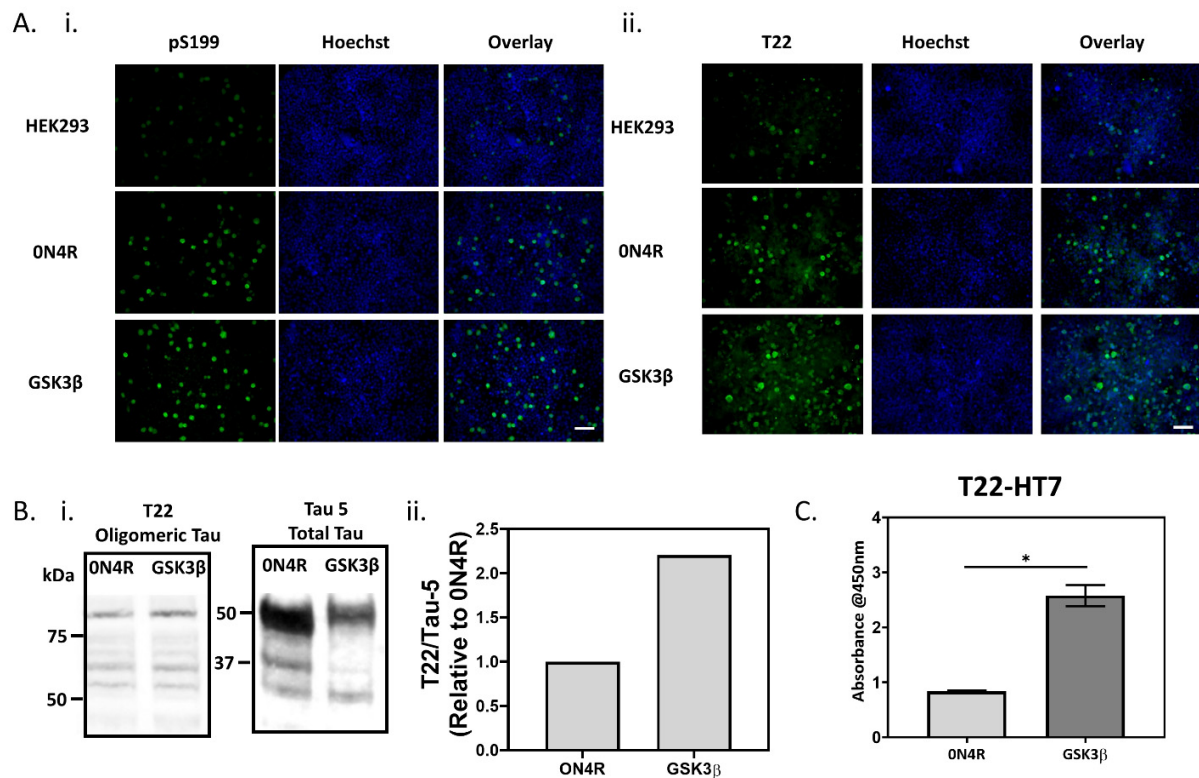 A. i.
pS199 Hoechst Overlay
HEK293
0N4R
GSK3β
ii.
T22 Hoechst Overlay
HEK293
0N4R
GSK3β
B. i.
T22
Oligomeric Tau
kDa
0N4R GSK3β
75
50
Tau 5
Total Tau
0N4R GSK3β
50
37
ii.
T22/Tau-5
(Relative to 0N4R)
2.5
2.0
1.5
1.0
0.5
0.0
ON4R GSK3β
C.
T22-HT7
Absorbance @450nm
4
3
2
1
0
*
0N4R GSK3β